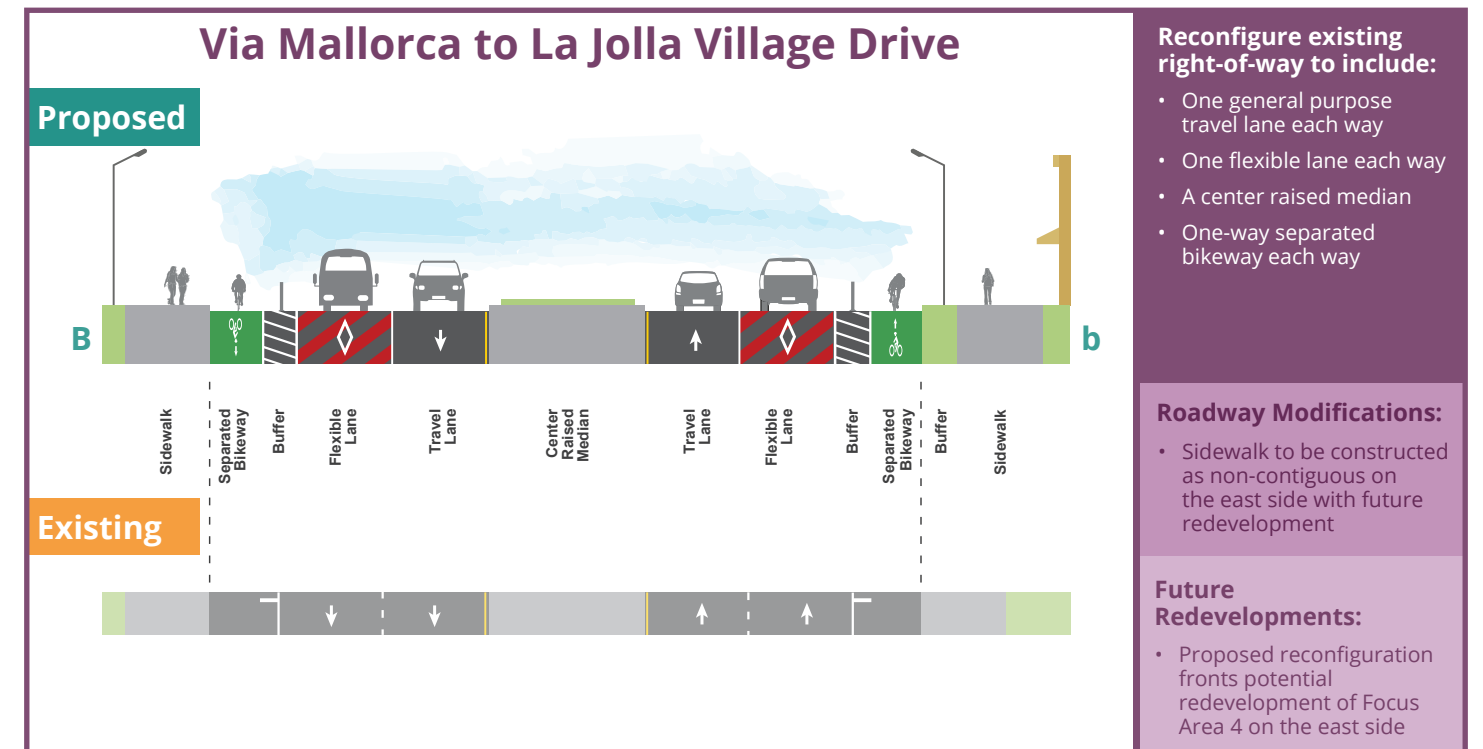 Via Mallorca to La Jolla Village Drive
Proposed
B
b
Sidewalk
Separated
Bikeway
Buffer
Flexible
Lane
Travel
Lane
Center
Raised
Median
Travel
Lane
Flexible
Lane
Buffer
Separated
Bikeway
Buffer
Sidewalk
Existing
Reconfigure existing
right-of-way to include:
• One general purpose
travel lane each way
• One flexible lane each way
• A center raised median
• One-way separated
bikeway each way
Roadway Modifications:
• Sidewalk to be constructed
as non-contiguous on
the east side with future
redevelopment
Future
Redevelopments:
• Proposed reconfiguration
fronts potential
redevelopment of Focus
Area 4 on the east side